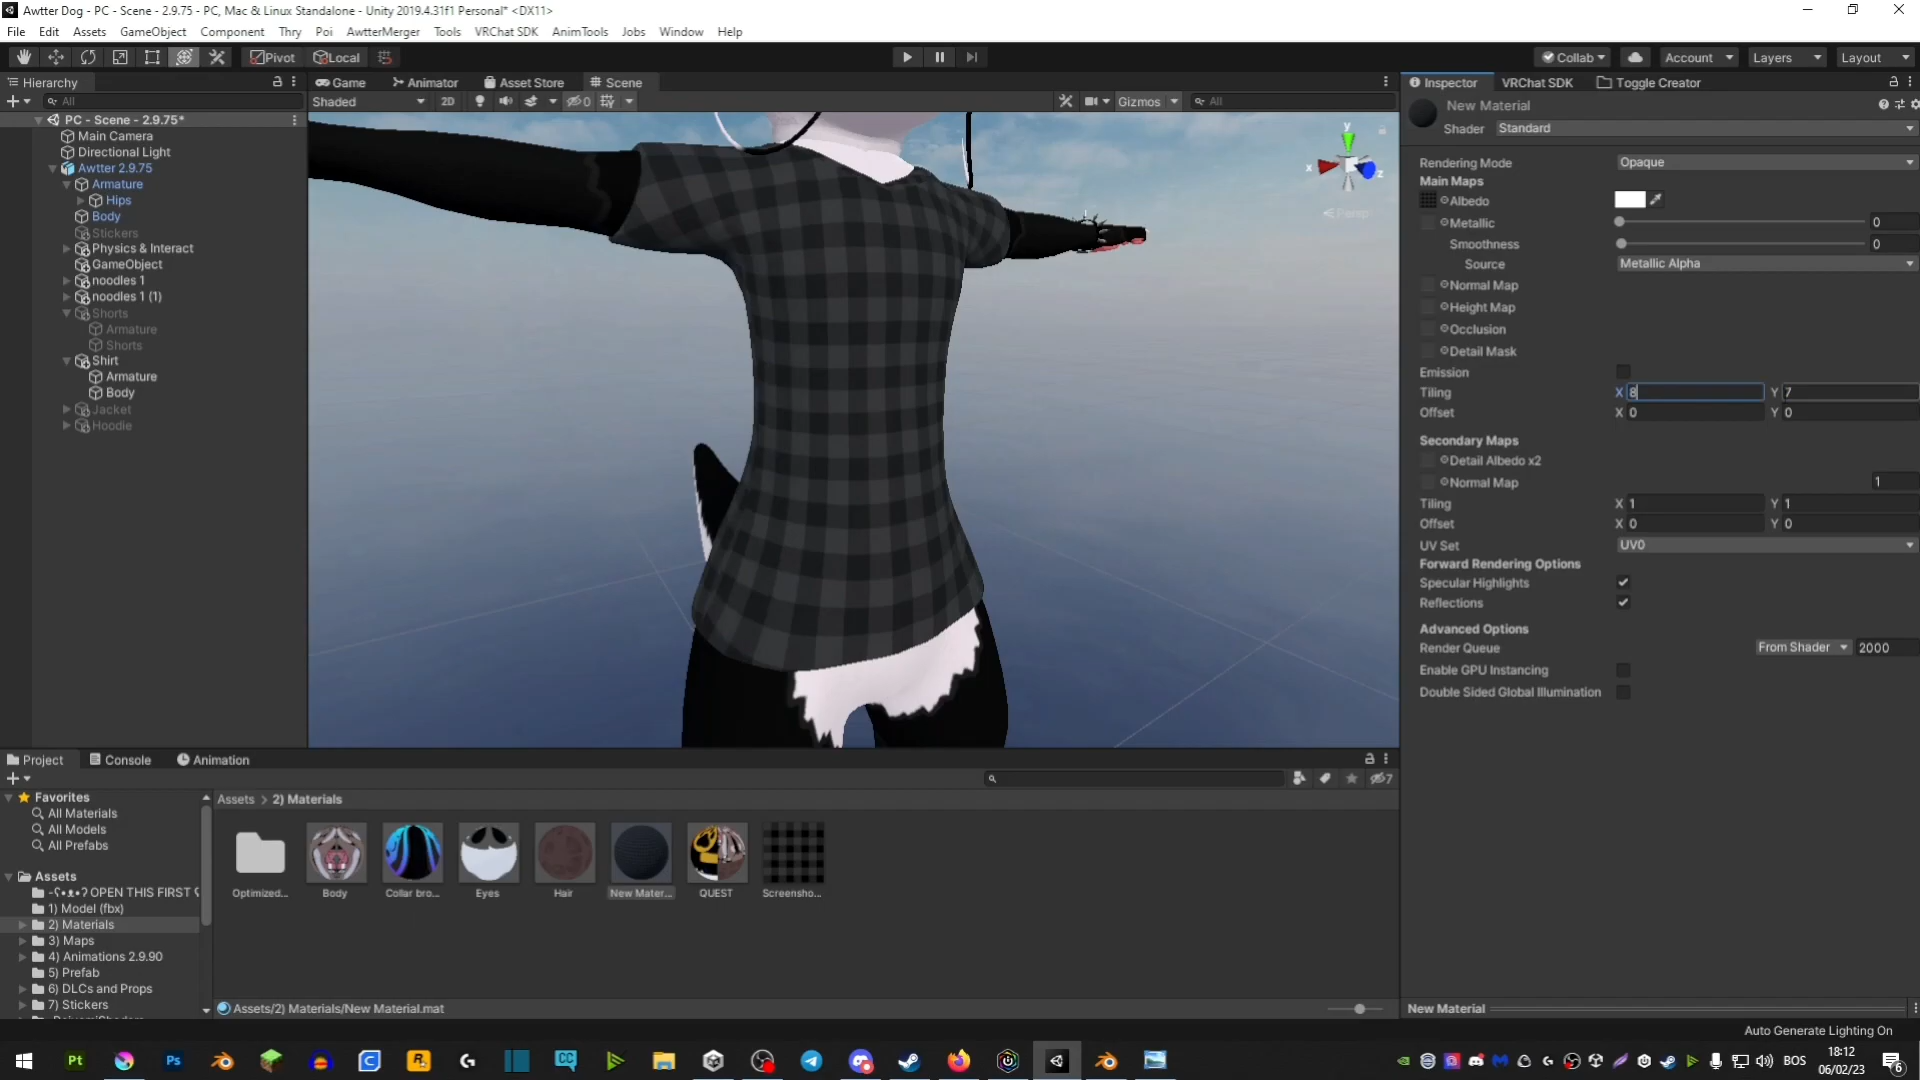 Awtter Dog - PC - Scene - 2.9.75 - PC, Mac & Linux Standalone - Unity 2019.4.31f1 Personal* <DX11>
File Edit Assets GameObject Component Thry Poi AwtterMerger Tools VRChat SDK AnimTools Jobs Window Help
Pivot Local Collab Account Layers Layout
Hierarchy
All
PC - Scene - 2.9.75*
Main Camera
Directional Light
Awtter 2.9.75
Armature
Hips
Body
Stickers
Physics & Interact
GameObject
noodles 1
noodles 1 (1)
Shorts
Armature
Shorts
Shirt
Armature
Body
Jacket
Hoodie
Game Animator Asset Store Scene
Shaded 2D 0 Gizmos All
y
x
z
Persp
Inspector VRChat SDK Toggle Creator
New Material
Shader Standard
Rendering Mode Opaque
Main Maps
Albedo
Metallic 0
Smoothness 0
Source Metallic Alpha
Normal Map
Height Map
Occlusion
Detail Mask
Emission
Tiling X 8 Y 7
Offset X 0 Y 0
Secondary Maps
Detail Albedo x2
Normal Map 1
Tiling X 1 Y 1
Offset X 0 Y 0
UV Set UV0
Forward Rendering Options
Specular Highlights
Reflections
Advanced Options
Render Queue From Shader 2000
Enable GPU Instancing
Double Sided Global Illumination
Project Console Animation
7
Favorites
All Materials
All Models
All Prefabs
Assets
OPEN THIS FIRST
1) Model (fbx)
2) Materials
3) Maps
4) Animations 2.9.90
5) Prefab
6) DLCs and Props
7) Stickers
Assets > 2) Materials
Optimized... Body Collar bro... Eyes Hair New Mater... QUEST Screensho...
Assets/2) Materials/New Material.mat
New Material
Auto Generate Lighting On
Pt Ps R. CC
BOS
18:12
06/02/23
6